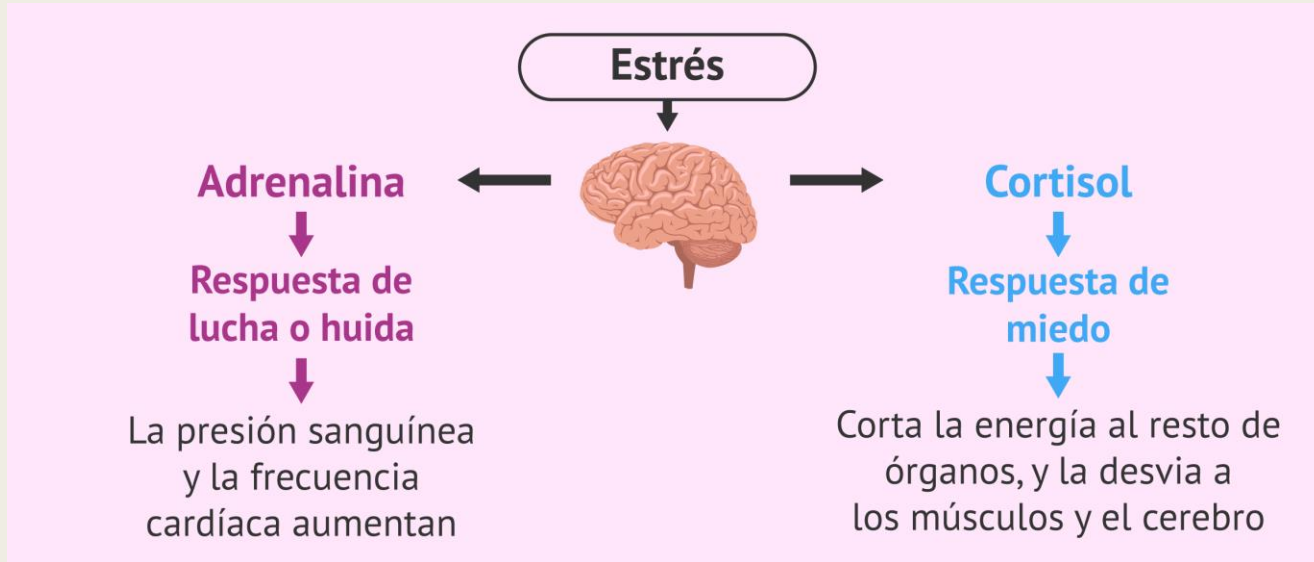 Estrés
Adrenalina
Respuesta de
lucha o huida
La presión sanguínea
y la frecuencia
cardíaca aumentan
Cortisol
Respuesta de
miedo
Corta la energía al resto de
órganos, y la desvia a
los músculos y el cerebro